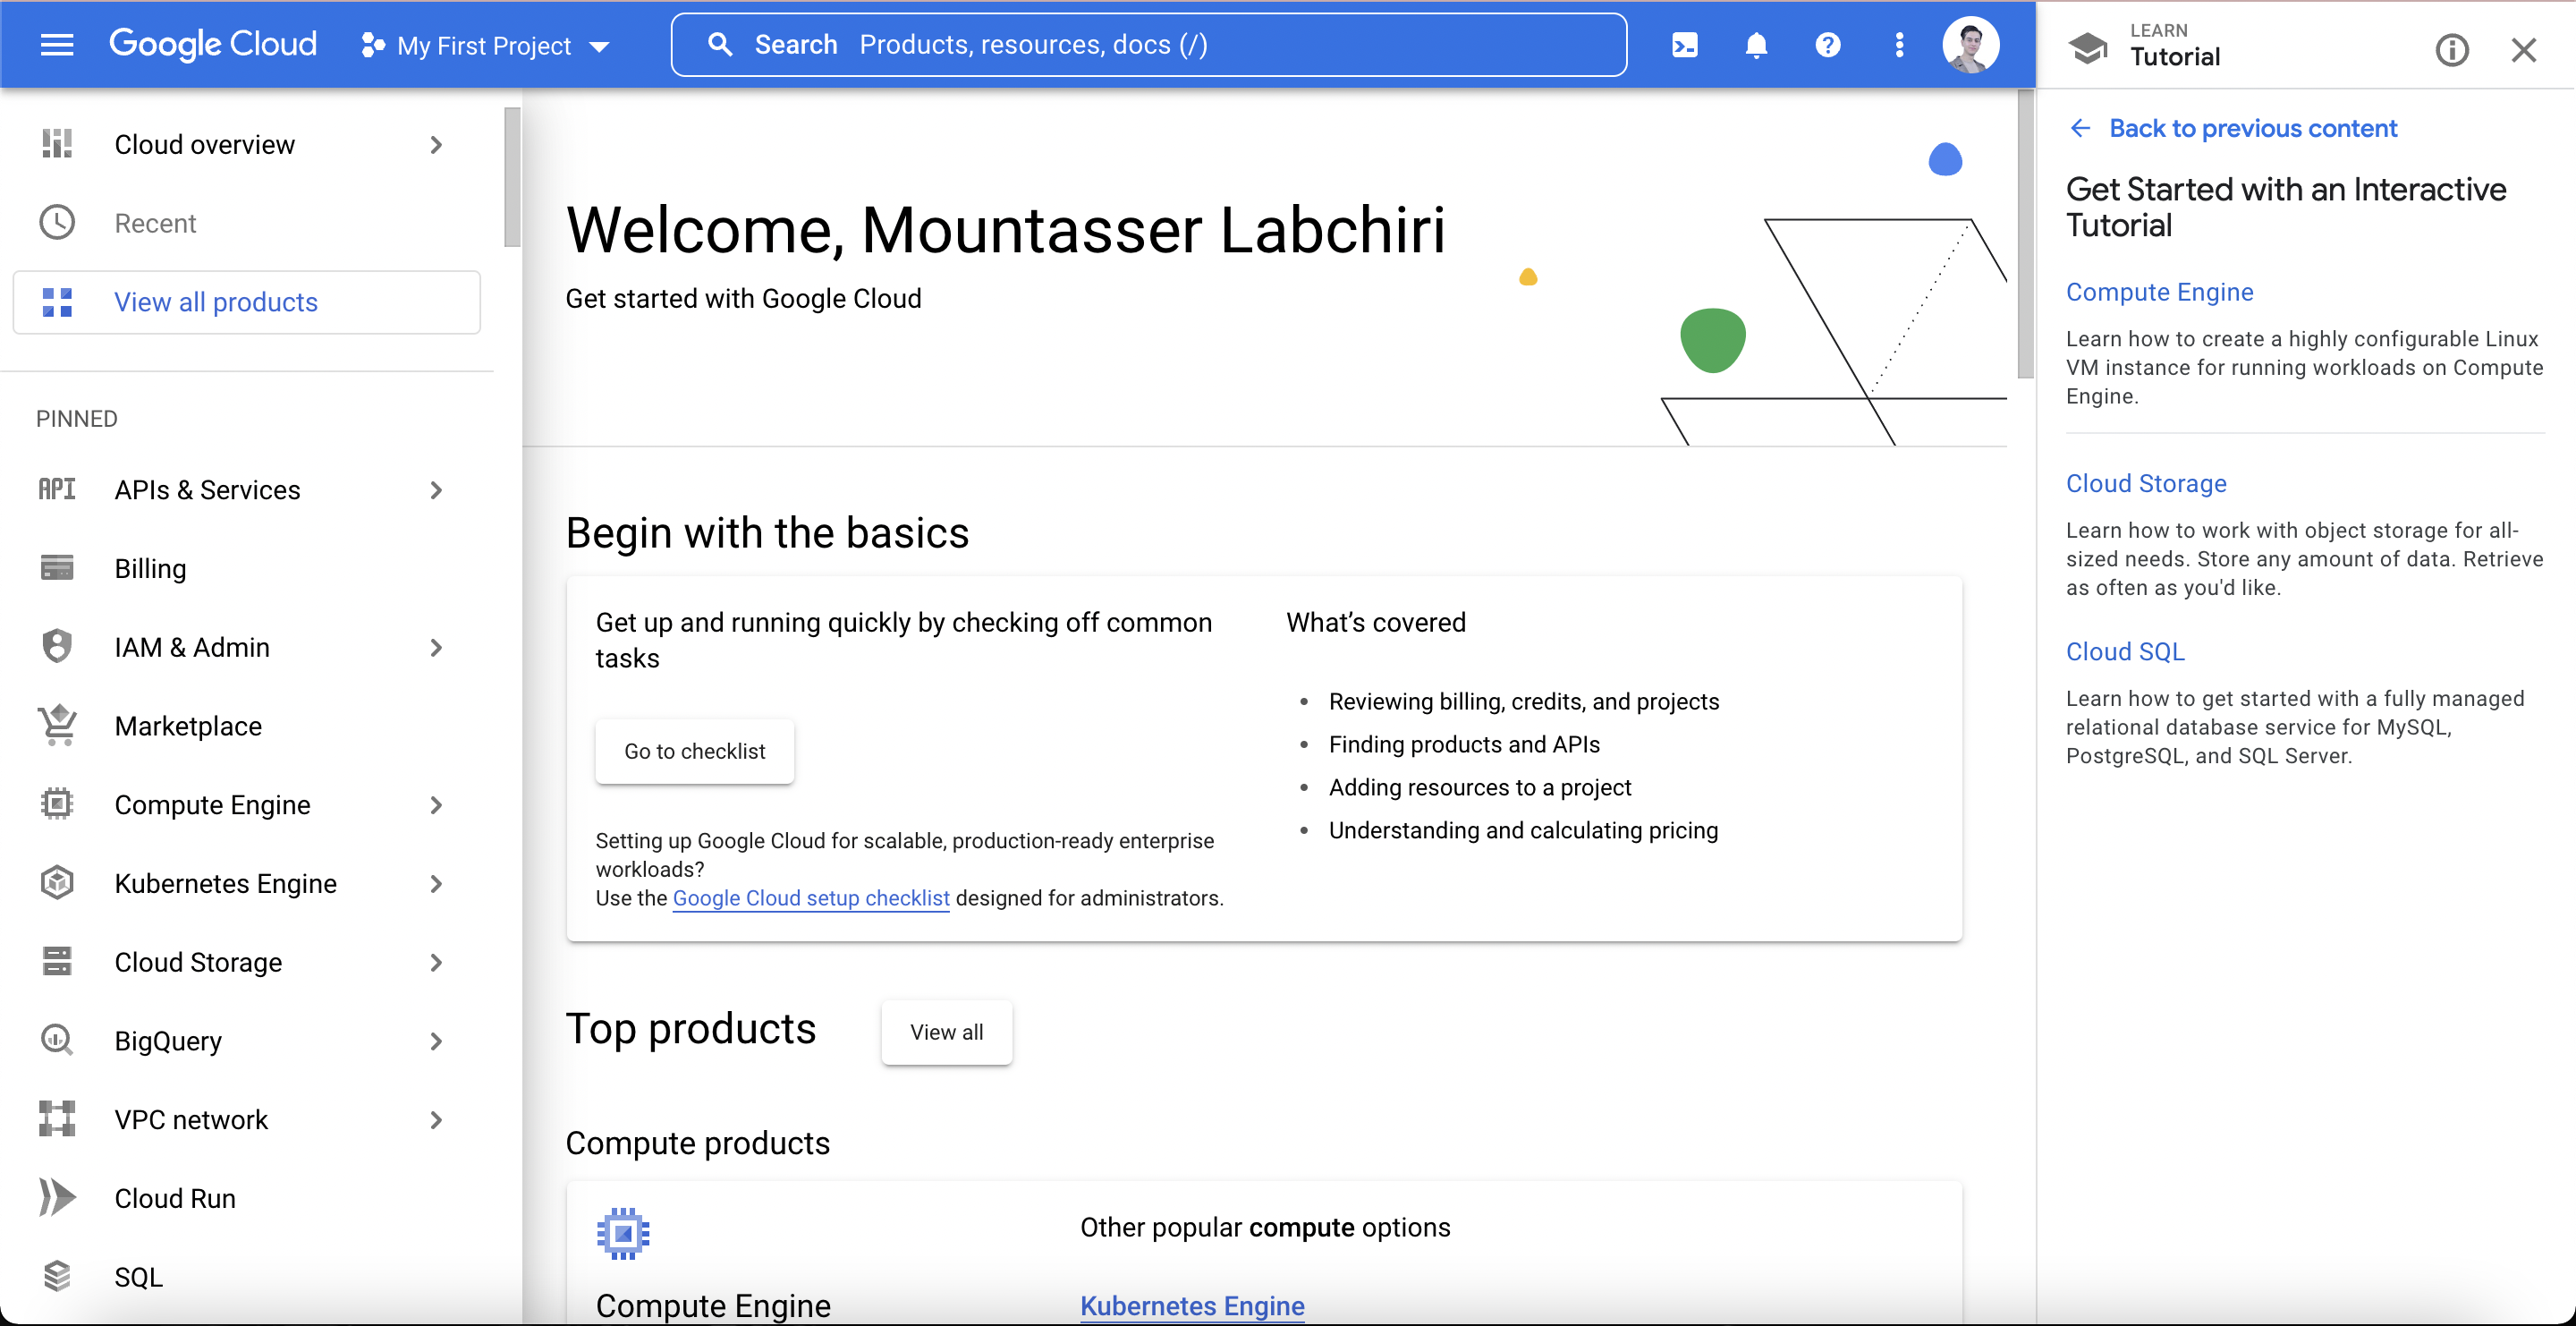 Google Cloud
My First Project
Search Products, resources, docs (/)
LEARN
Tutorial
Cloud overview
Recent
View all products
PINNED
API APIs & Services
Billing
IAM & Admin
Marketplace
Compute Engine
Kubernetes Engine
Cloud Storage
BigQuery
VPC network
Cloud Run
SQL
Welcome, Mountasser Labchiri
Get started with Google Cloud
Begin with the basics
Get up and running quickly by checking off common
tasks
Go to checklist
Setting up Google Cloud for scalable, production-ready enterprise
workloads?
Use the Google Cloud setup checklist designed for administrators.
What’s covered
• Reviewing billing, credits, and projects
• Finding products and APIs
• Adding resources to a project
• Understanding and calculating pricing
Top products
View all
Compute products
Compute Engine
Other popular compute options
Kubernetes Engine
Back to previous content
Get Started with an Interactive
Tutorial
Compute Engine
Learn how to create a highly configurable Linux
VM instance for running workloads on Compute
Engine.
Cloud Storage
Learn how to work with object storage for all-
sized needs. Store any amount of data. Retrieve
as often as you'd like.
Cloud SQL
Learn how to get started with a fully managed
relational database service for MySQL,
PostgreSQL, and SQL Server.